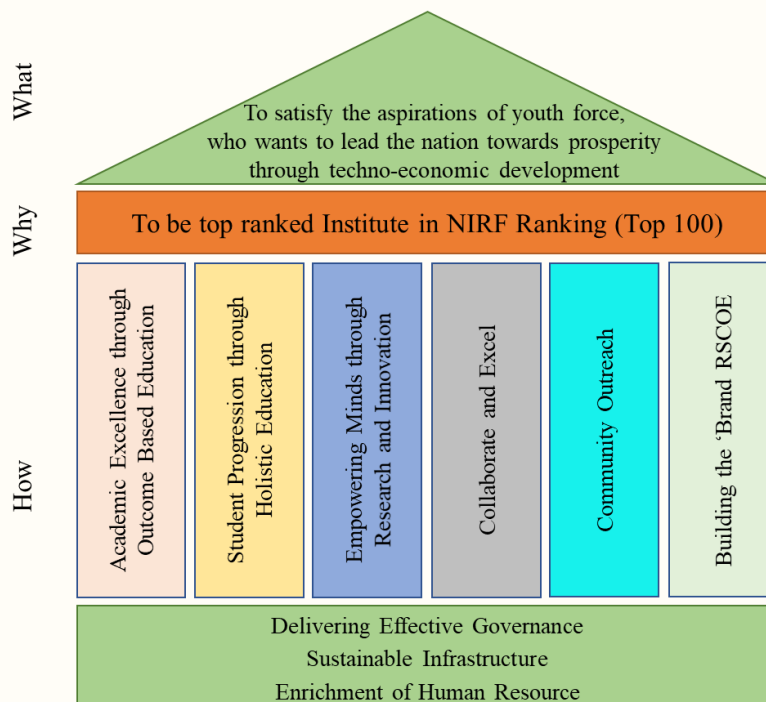 What
To satisfy the aspirations of youth force,
who wants to lead the nation towards prosperity
through techno-economic development
Why
To be top ranked Institute in NIRF Ranking (Top 100)
How
Academic Excellence through
Outcome Based Education
Student Progression through
Holistic Education
Empowering Minds through
Research and Innovation
Collaborate and Excel
Community Outreach
Building the ‘Brand RSCOE
Delivering Effective Governance
Sustainable Infrastructure
Enrichment of Human Resource